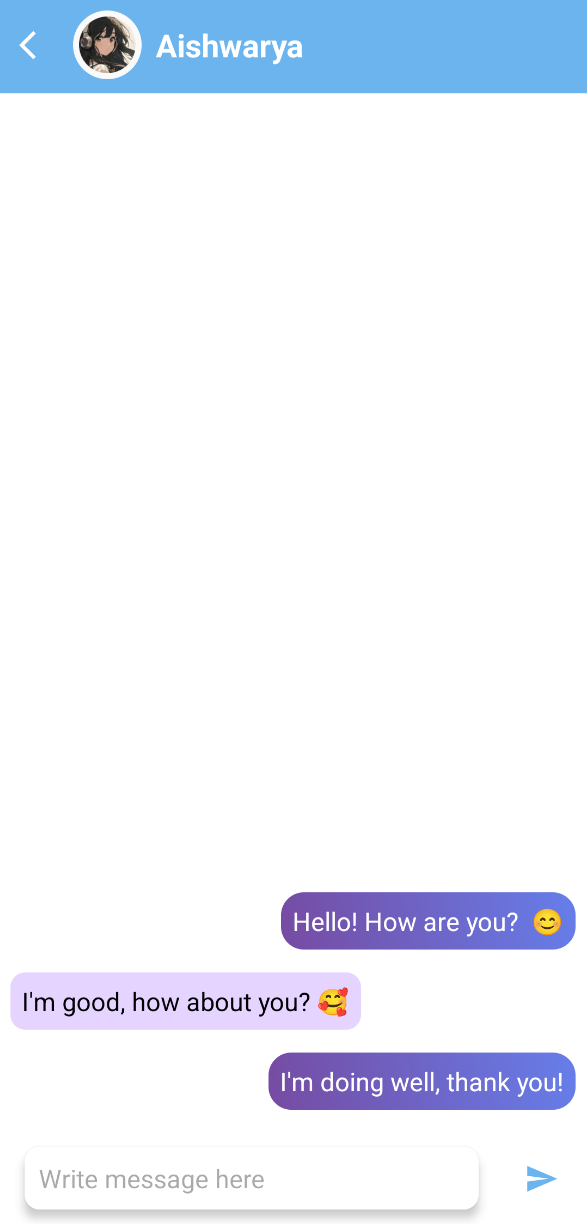 Aishwarya
Hello! How are you? 😊
I'm good, how about you? 🥰
I'm doing well, thank you!
Write message here